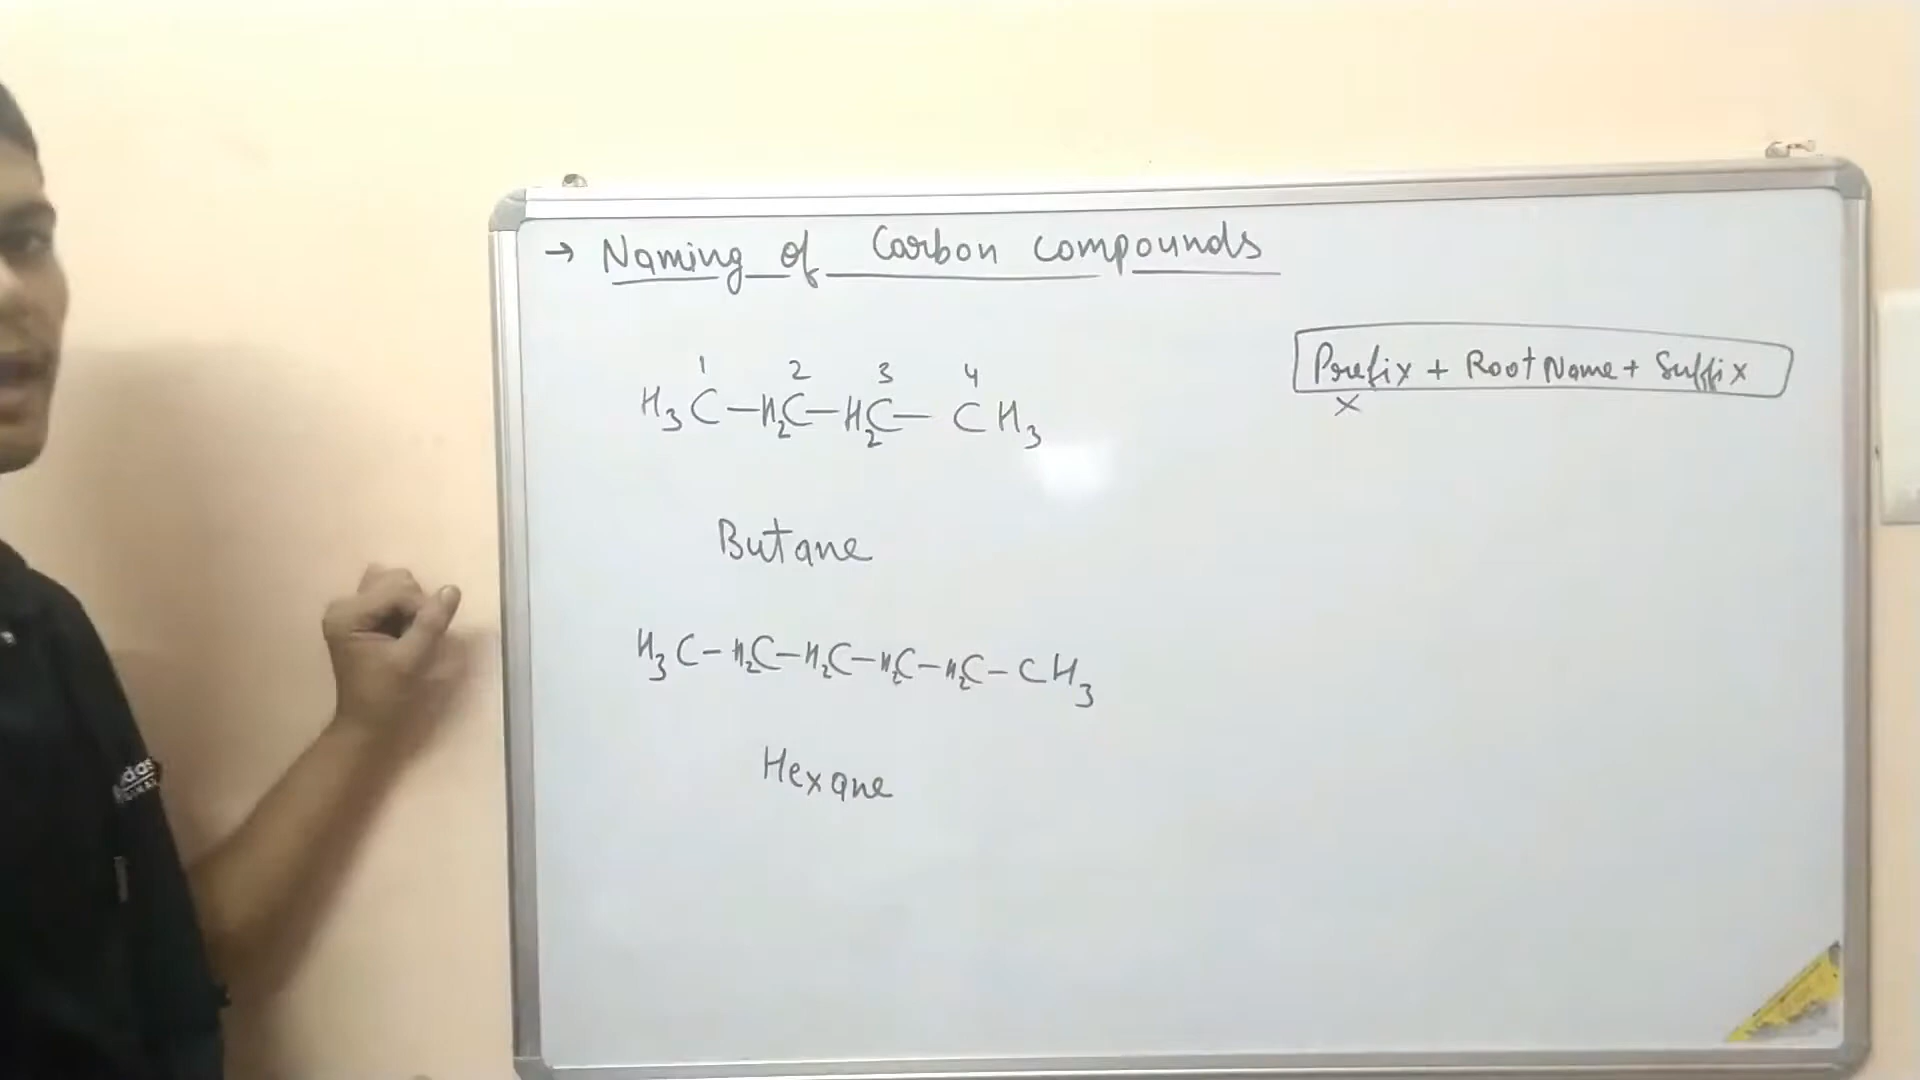 → Naming of Carbon compounds
1 2 3 4
H₃C–H₂C–H₂C–CH₃
Prefix + Root Name + Suffix
x
Butane
H₃C–H₂C–H₂C–H₂C–H₂C–CH₃
Hexane